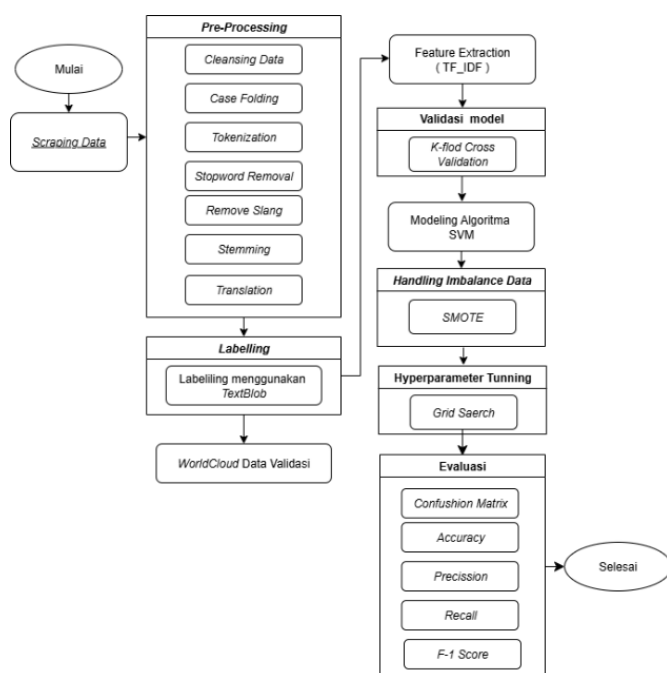 Mulai
Scraping Data
Pre-Processing
Cleansing Data
Case Folding
Tokenization
Stopword Removal
Remove Slang
Stemming
Translation
Labelling
Labeliling menggunakan
TextBlob
WorldCloud Data Validasi
Feature Extraction
( TF_IDF )
Validasi model
K-flod Cross
Validation
Modeling Algoritma
SVM
Handling Imbalance Data
SMOTE
Hyperparameter Tunning
Grid Saerch
Evaluasi
Confushion Matrix
Accuracy
Precission
Recall
F-1 Score
Selesai